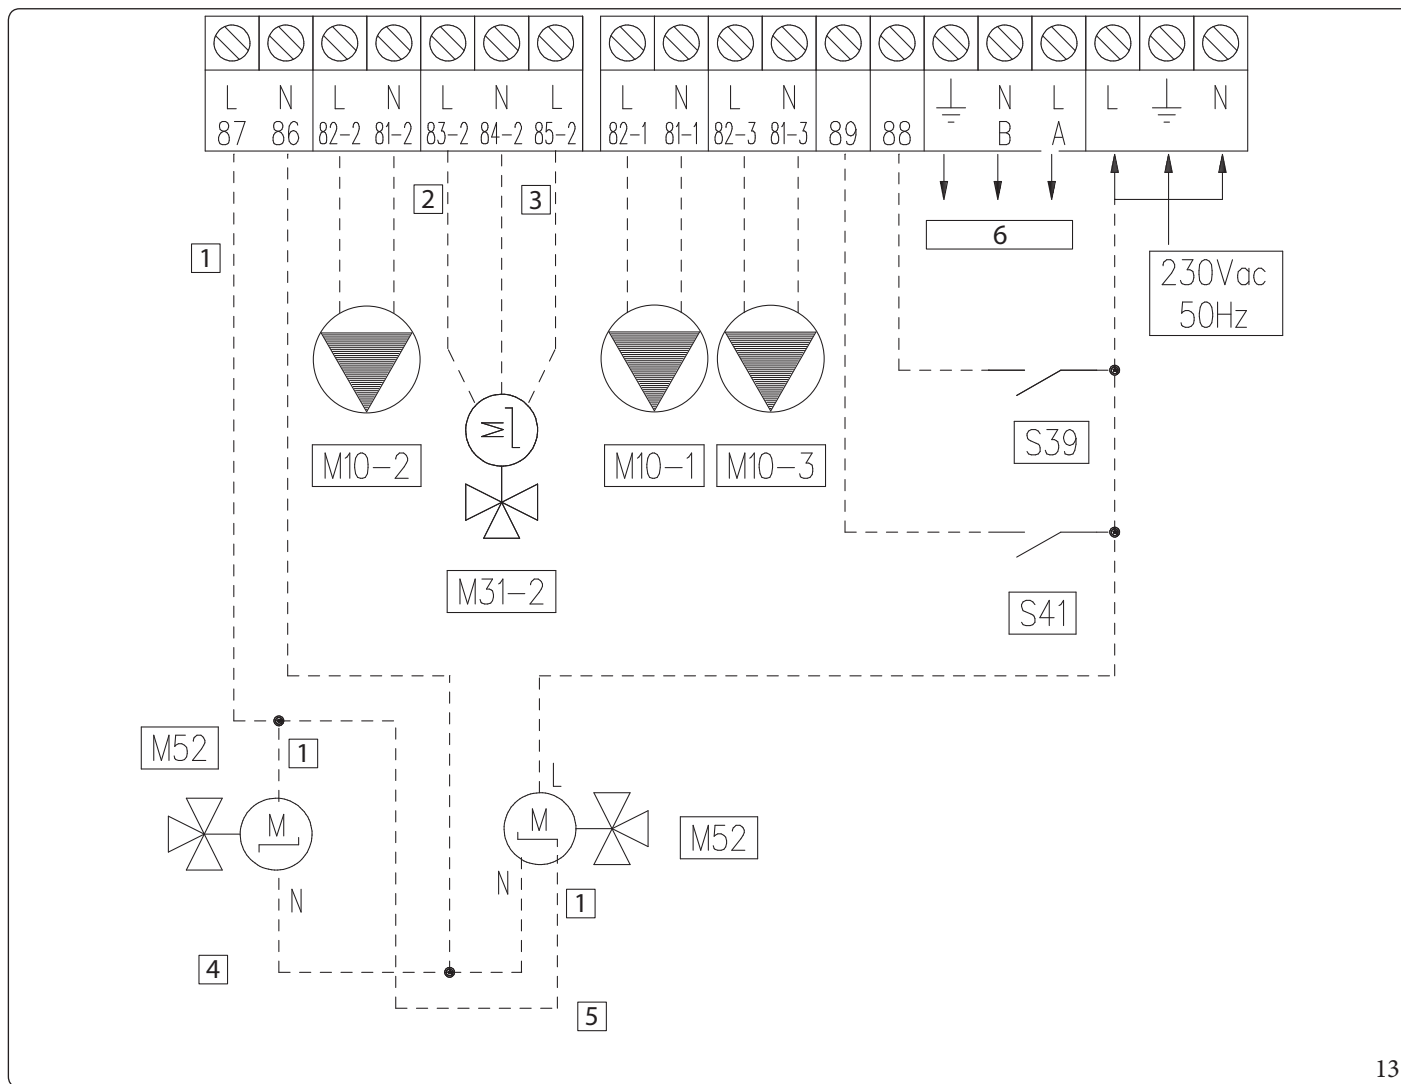 L N L N L N L L N L N N L L N
87 86 82-2 81-2 83-2 84-2 85-2 82-1 81-1 82-3 81-3 89 88 B A
2 3
6
1
230Vac
50Hz
M10-2 M M10-1 M10-3
S39
M31-2
S41
M52 1
L
M M
M52
N N
1
4
5
13